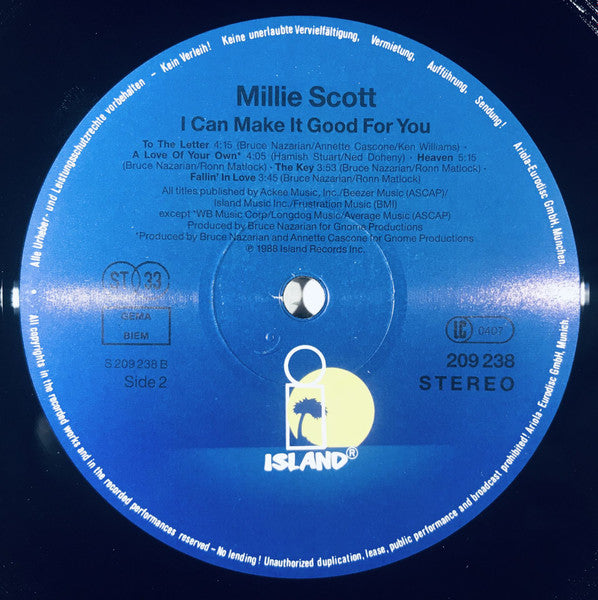 Alle Urheber- und Leistungsschutzrechte vorbehalten – Kein Verleih! Keine unerlaubte Vervielfältigung, Vermietung, Aufführung, Sendung!
Ariola-Eurodisc GmbH, München.
Millie Scott
I Can Make It Good For You
To The Letter 4:15 (Bruce Nazarian/Annette Cascone/Ken Williams) ·
A Love Of Your Own* 4:05 (Hamish Stuart/Ned Doheny) · Heaven 5:15
(Bruce Nazarian/Ronn Matlock) · The Key 3:53 (Bruce Nazarian/Ronn Matlock) ·
Fallin' In Love 3:45 (Bruce Nazarian/Ronn Matlock)
All titles published by Ackee Music, Inc./Beezer Music (ASCAP)/
Island Music Inc./Frustration Music (BMI)
except *WB Music Corp/Longdog Music/Average Music (ASCAP)
Produced by Bruce Nazarian for Gnome Productions
*Produced by Bruce Nazarian and Annette Cascone for Gnome Productions
℗ 1988 Island Records Inc.
ST 33
GEMA
BIEM
LC 0407
S 209 238 B
209 238
Side 2
STEREO
ISLAND®
All copyrights in the recorded works and in the recorded performances reserved – No lending! Unauthorized duplication, lease, public performance and broadcast prohibited! Ariola-Eurodisc GmbH, Munich.